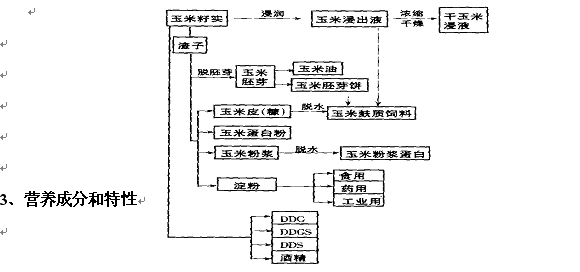 玉米籽实 浸润 玉米浸出液 浓缩 干燥 干玉米浸液
渣子
脱胚芽 玉米胚芽 玉米油
玉米胚芽饼
玉米皮(糠) 脱水 玉米麸质饲料
玉米蛋白粉
玉米粉浆 脱水 玉米粉浆蛋白
淀粉 食用
药用
工业用
3、营养成分和特性
DDC
DDGS
DDS
酒精